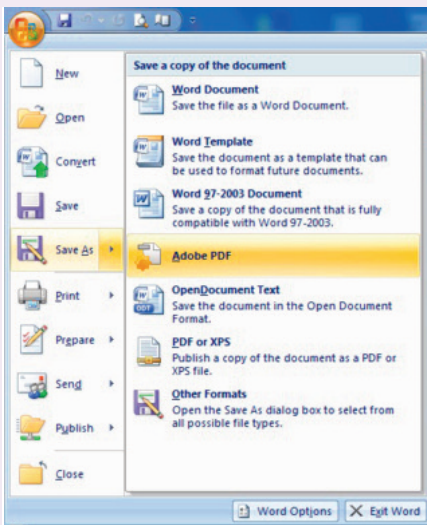 New
Open
Convert
Save
Save As
Print
Prepare
Send
Publish
Close
Save a copy of the document
Word Document
Save the file as a Word Document.
Word Template
Save the document as a template that can
be used to format future documents.
Word 97-2003 Document
Save a copy of the document that is fully
compatible with Word 97-2003.
Adobe PDF
OpenDocument Text
Save the document in the Open Document
Format.
PDF or XPS
Publish a copy of the document as a PDF or
XPS file.
Other Formats
Open the Save As dialog box to select from
all possible file types.
Word Options
Exit Word